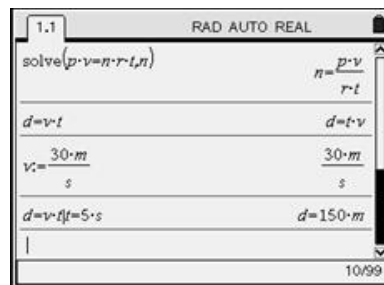 1.1 RAD AUTO REAL
solve(p·v=n·r·t,n) n=p·v/r·t
d=v·t d=t·v
v:=30·m/s 30·m/s
d=v·t|t=5·s d=150·m
10/99